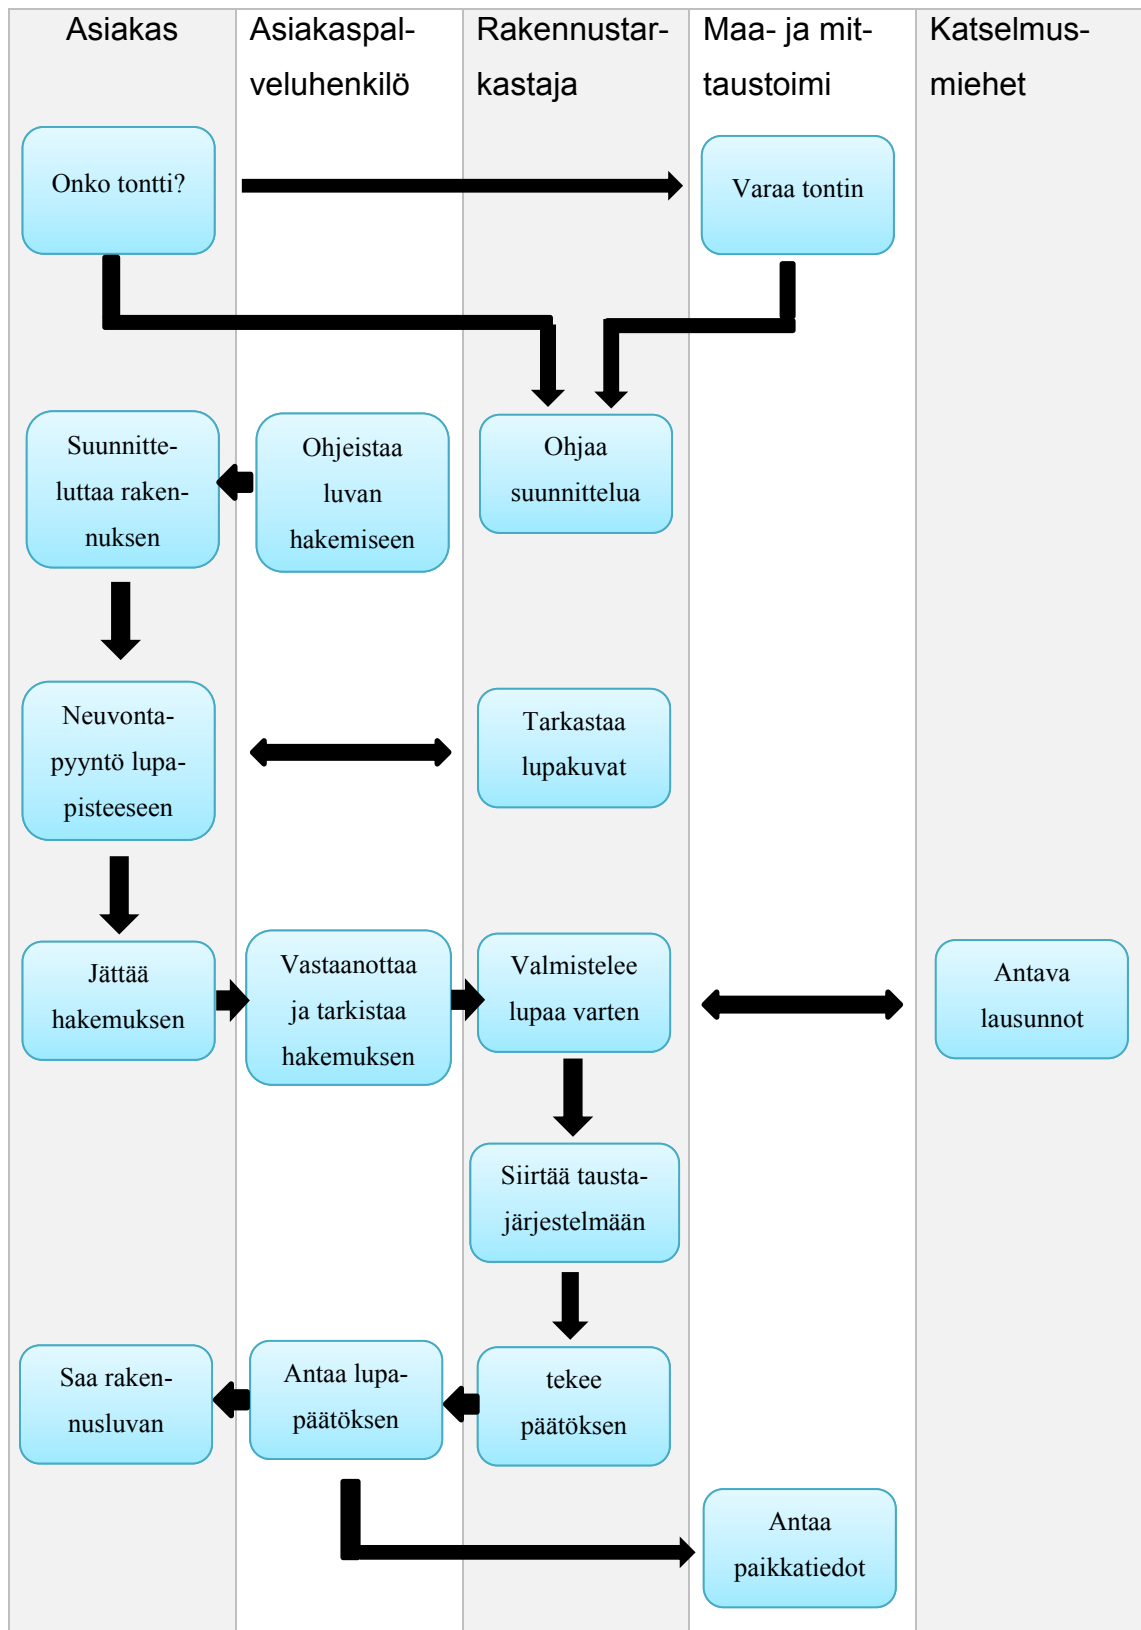 Asiakas
Asiakaspal-
veluhenkilö
Rakennustar-
kastaja
Maa- ja mit-
taustoimi
Katselmus-
miehet
Onko tontti?
Varaa tontin
Suunnitte-
luttaa raken-
nuksen
Ohjeistaa
luvan
hakemiseen
Ohjaa
suunnittelua
Neuvonta-
pyyntö lupa-
pisteeseen
Tarkastaa
lupakuvat
Jättää
hakemuksen
Vastaanottaa
ja tarkistaa
hakemuksen
Valmistelee
lupaa varten
Antava
lausunnot
Siirtää tausta-
järjestelmään
Saa raken-
nusluvan
Antaa lupa-
päätöksen
tekee
päätöksen
Antaa
paikkatiedot